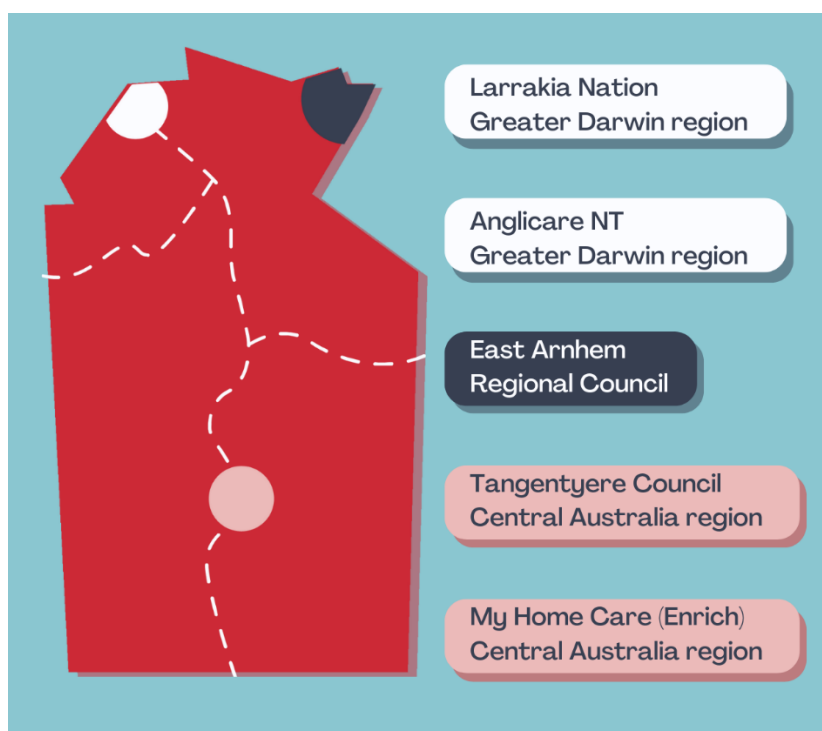 Larrakia Nation
Greater Darwin region
Anglicare NT
Greater Darwin region
East Arnhem
Regional Council
Tangentyere Council
Central Australia region
My Home Care (Enrich)
Central Australia region